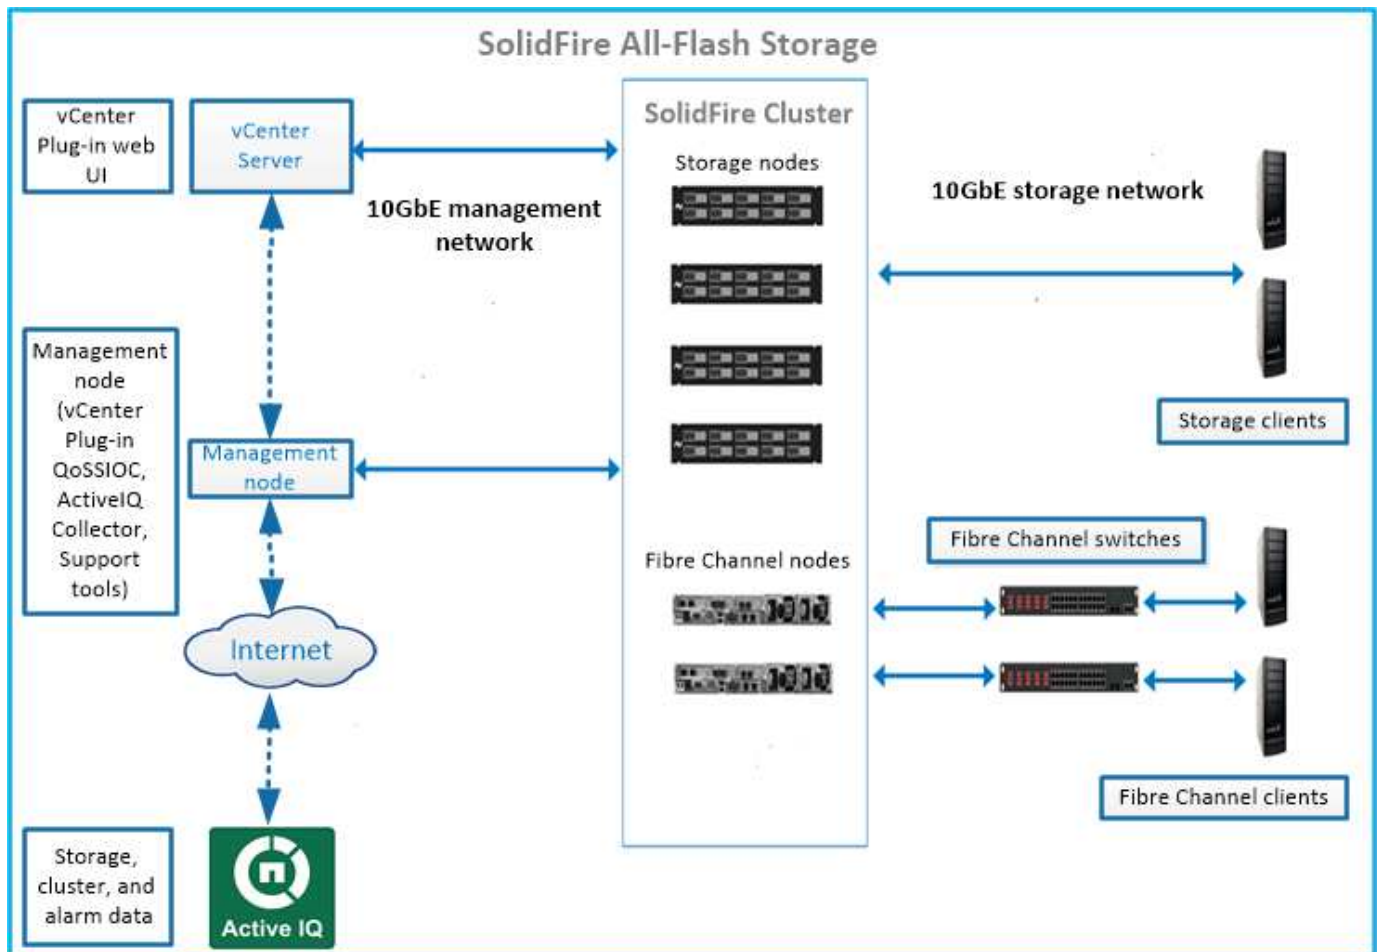 SolidFire All-Flash Storage
vCenter
Plug-in web
UI
vCenter
Server
10GbE management
network
SolidFire Cluster
Storage nodes
10GbE storage network
Storage clients
Management
node
(vCenter
Plug-in
QoSSIOC,
ActiveIQ
Collector,
Support
tools)
Management
node
Fibre Channel nodes
Fibre Channel switches
Internet
Fibre Channel clients
Storage,
cluster, and
alarm data
n
Active IQ